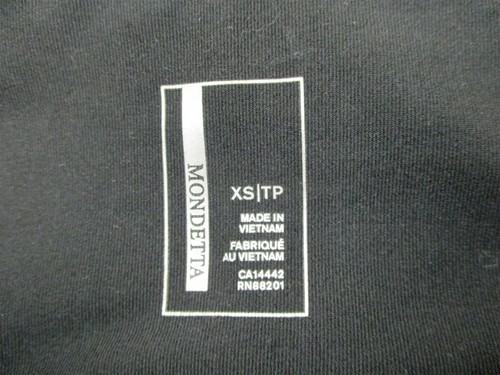 MONDETTA
XS|TP
MADE IN
VIETNAM
FABRIQUÉ
AU VIETNAM
CA14442
RN88201